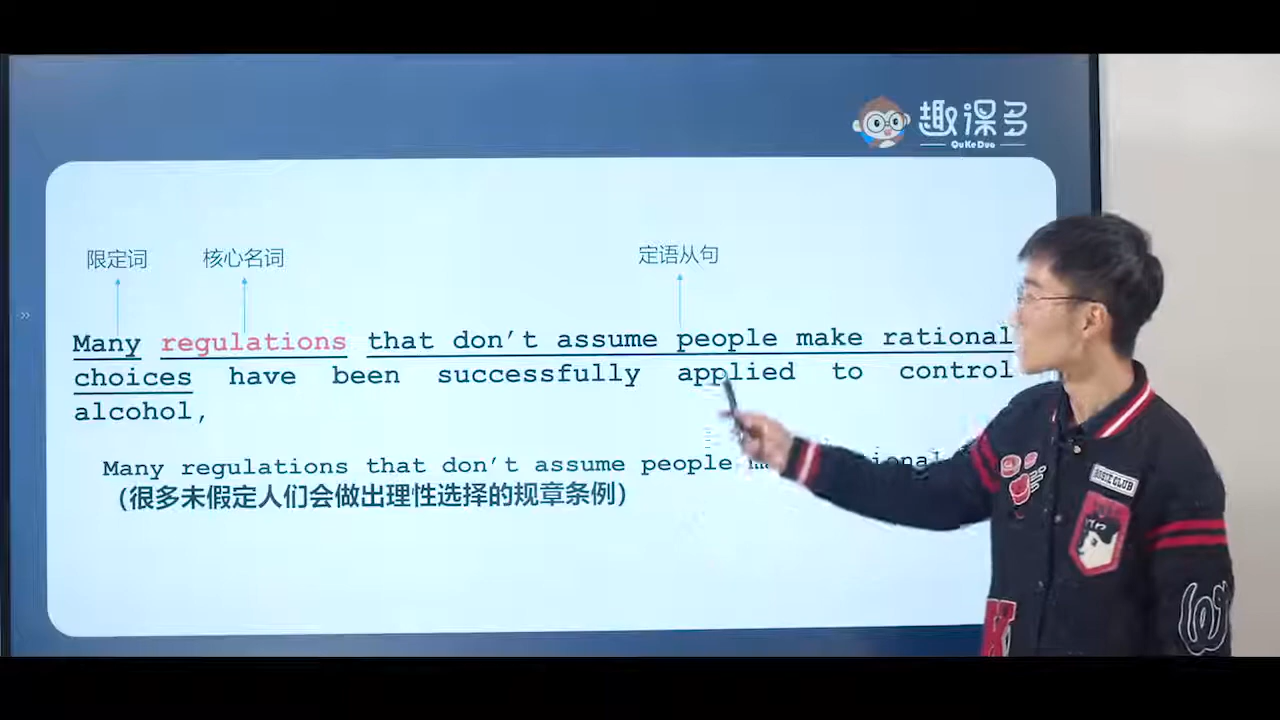 趣课多
QuKeDuo
限定词 核心名词 定语从句
Many regulations that don't assume people make rational
choices have been successfully applied to control
alcohol,
Many regulations that don't assume people
(很多未假定人们会做出理性选择的规章条例)
ROSIE CLUB
K